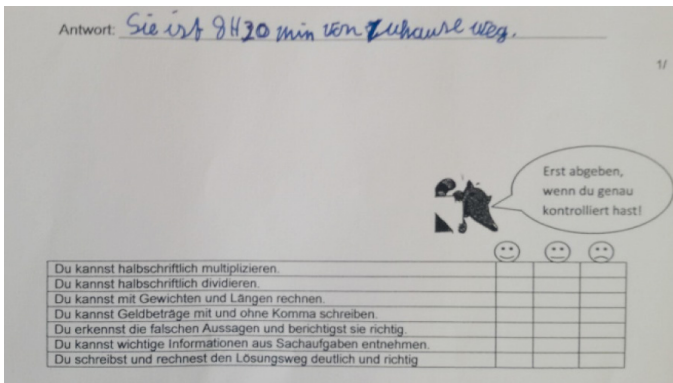 Antwort: Sie ist 8H20 min von Zuhause weg.
1/
Erst abgeben,
wenn du genau
kontrolliert hast!
Du kannst halbschriftlich multiplizieren.
Du kannst halbschriftlich dividieren.
Du kannst mit Gewichten und Längen rechnen.
Du kannst Geldbeträge mit und ohne Komma schreiben.
Du erkennst die falschen Aussagen und berichtigst sie richtig.
Du kannst wichtige Informationen aus Sachaufgaben entnehmen.
Du schreibst und rechnest den Lösungsweg deutlich und richtig